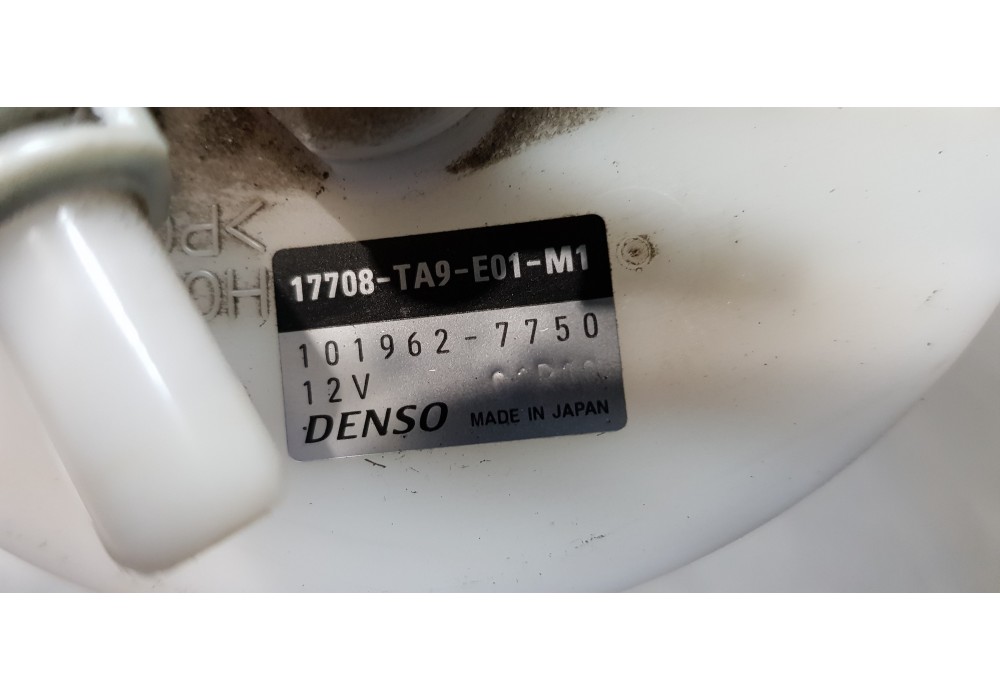 17708-TA9-E01-M1
101962-7750
12V
DENSO MADE IN JAPAN